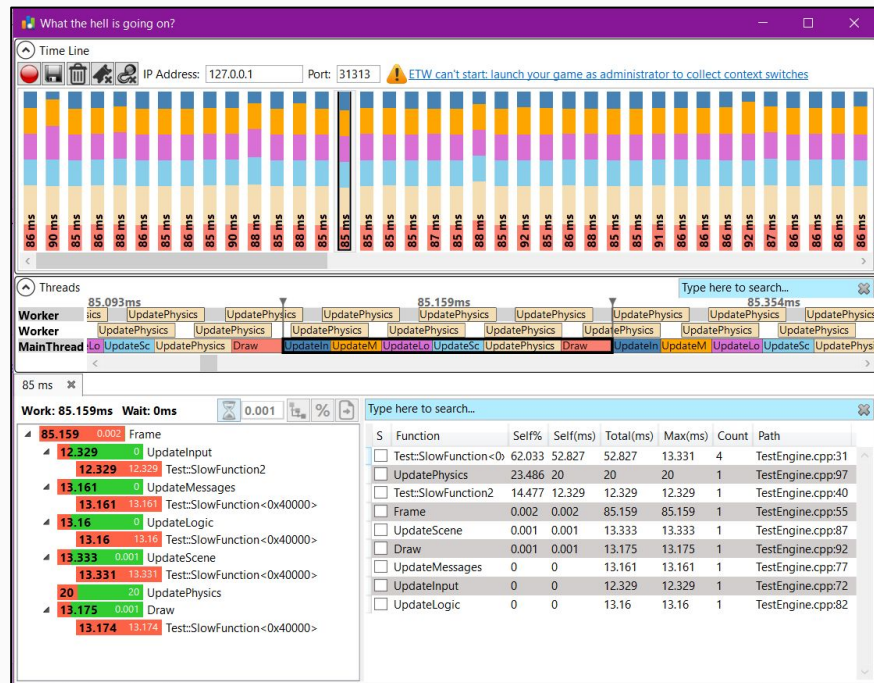 What the hell is going on?
Time Line
IP Address: 127.0.0.1 Port: 31313 ETW can't start: launch your game as administrator to collect context switches
86 ms 90 ms 85 ms 88 ms 85 ms 86 ms 85 ms 90 ms 88 ms 85 ms 88 ms 85 ms 85 ms 85 ms 85 ms 87 ms 85 ms 88 ms 85 ms 92 ms 85 ms 86 ms 86 ms 85 ms 85 ms 91 ms 86 ms 86 ms 86 ms 92 ms 87 ms 86 ms 86 ms 86 ms 86 ms
Threads Type here to search...
85.093ms 85.159ms 85.354ms
Worker sics UpdatePhysics UpdatePhysics UpdatePhysics UpdatePhysics UpdatePhysics UpdatePhysics UpdatePhysics UpdatePhysics
Worker UpdatePhysics UpdatePhysics UpdatePhysics UpdatePhysics UpdatePhysics UpdatePhysics UpdatePhysics UpdatePhysics
MainThread Lo UpdateSc UpdatePhysics Draw UpdateIn UpdateM UpdateLo UpdateSc UpdatePhysics Draw UpdateIn UpdateM UpdateLo UpdateSc UpdatePhys
85 ms
Work: 85.159ms Wait: 0ms 0.001 % Type here to search...
85.159 0.002 Frame
12.329 0 UpdateInput
12.329 12.329 Test::SlowFunction2
13.161 0 UpdateMessages
13.161 13.161 Test::SlowFunction<0x40000>
13.16 0 UpdateLogic
13.16 13.16 Test::SlowFunction<0x40000>
13.333 0.001 UpdateScene
13.331 13.331 Test::SlowFunction<0x40000>
20 20 UpdatePhysics
13.175 0.001 Draw
13.174 13.174 Test::SlowFunction<0x40000>
S Function Self% Self(ms) Total(ms) Max(ms) Count Path
Test::SlowFunction<0x 62.033 52.827 52.827 13.331 4 TestEngine.cpp:31
UpdatePhysics 23.486 20 20 20 1 TestEngine.cpp:97
Test::SlowFunction2 14.477 12.329 12.329 12.329 1 TestEngine.cpp:40
Frame 0.002 0.002 85.159 85.159 1 TestEngine.cpp:55
UpdateScene 0.001 0.001 13.333 13.333 1 TestEngine.cpp:87
Draw 0.001 0.001 13.175 13.175 1 TestEngine.cpp:92
UpdateMessages 0 0 13.161 13.161 1 TestEngine.cpp:77
UpdateInput 0 0 12.329 12.329 1 TestEngine.cpp:72
UpdateLogic 0 0 13.16 13.16 1 TestEngine.cpp:82